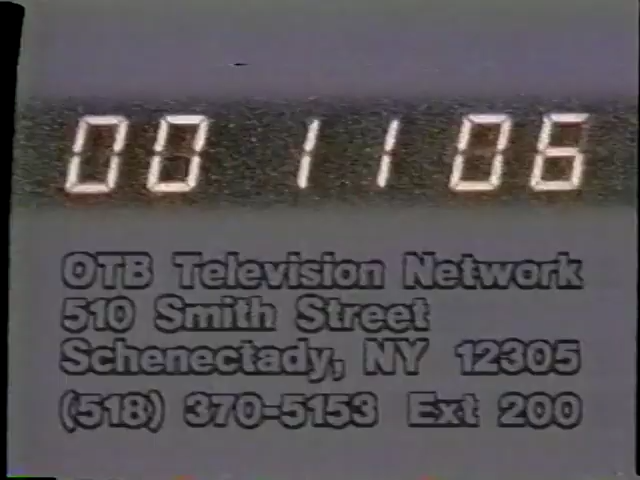 00 11 06
OTB Television Network
510 Smith Street
Schenectady, NY 12305
(518) 370-5153 Ext 200